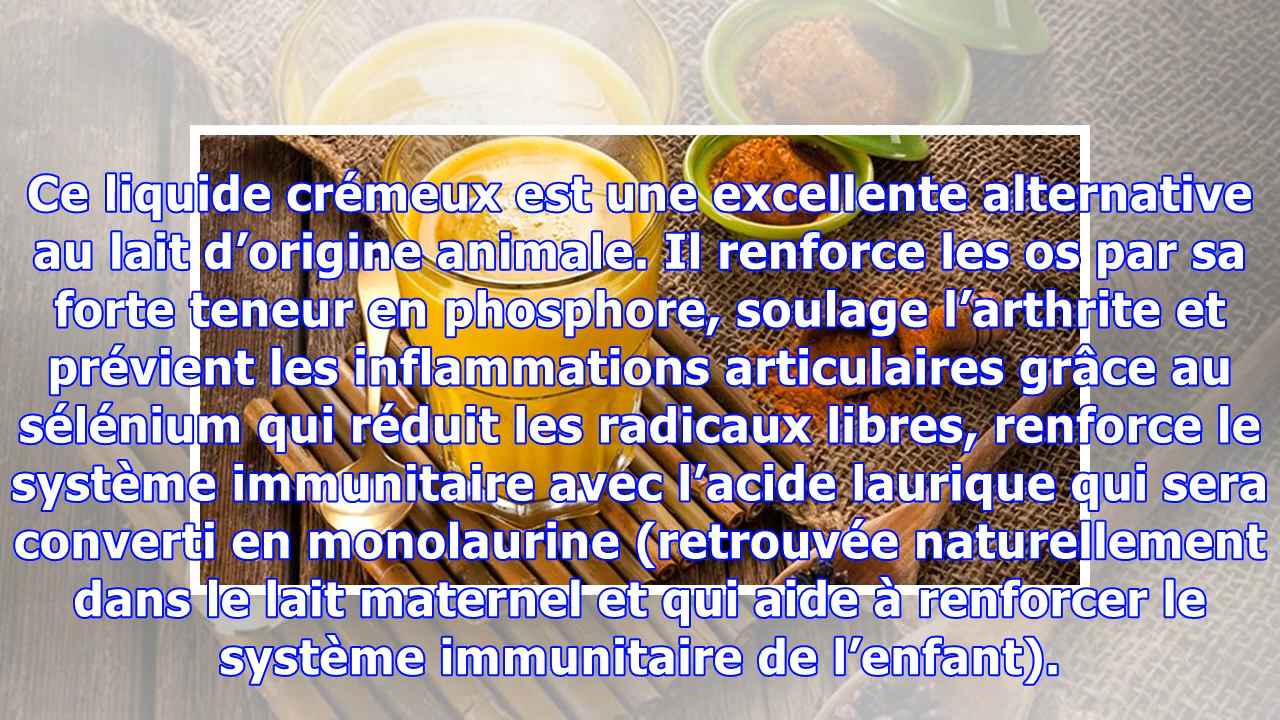 Ce liquide crémeux est une excellente alternative
au lait d’origine animale. Il renforce les os par sa
forte teneur en phosphore, soulage l’arthrite et
prévient les inflammations articulaires grâce au
sélénium qui réduit les radicaux libres, renforce le
système immunitaire avec l’acide laurique qui sera
converti en monolaurine (retrouvée naturellement
dans le lait maternel et qui aide à renforcer le
système immunitaire de l’enfant).